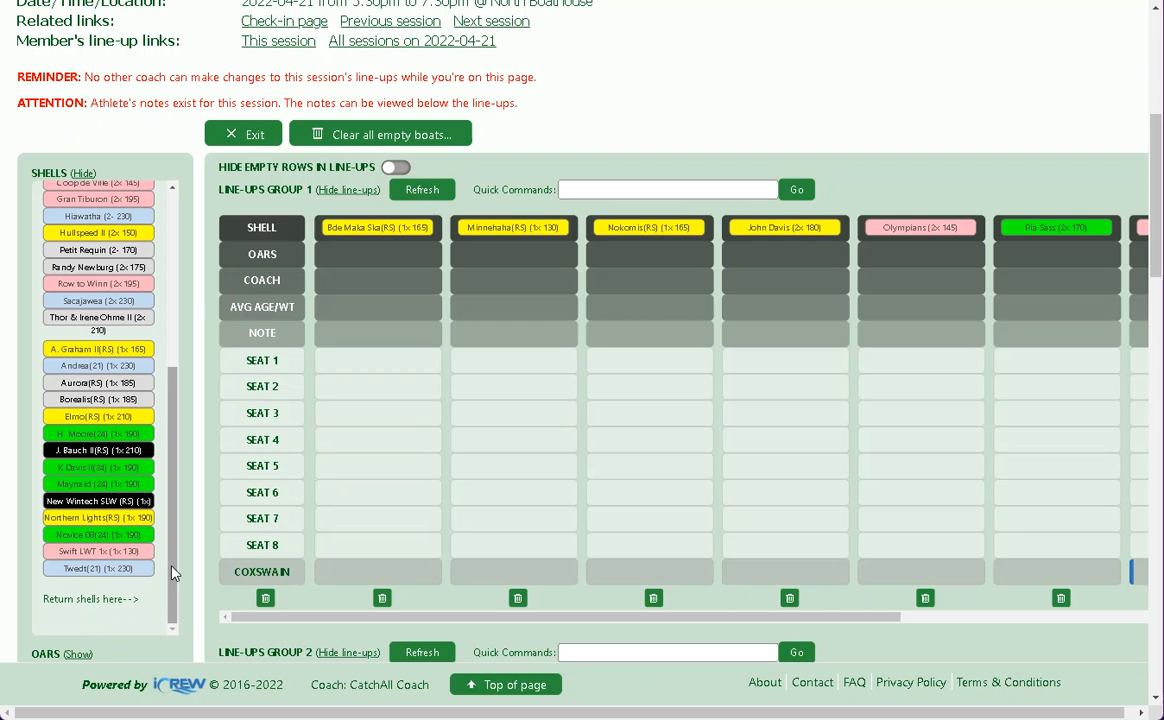 Date/Time/Location: 2022-04-21 from 5:30pm to 7:30pm @ North Boathouse
Related links: Check-in page Previous session Next session
Member's line-up links: This session All sessions on 2022-04-21
REMINDER: No other coach can make changes to this session's line-ups while you're on this page.
ATTENTION: Athlete's notes exist for this session. The notes can be viewed below the line-ups.
Exit Clear all empty boats...
SHELLS (Hide)
Coop de Ville (2x 145)
Gran Tiburon (2x 195)
Hiawatha (2- 230)
Hullspeed II (2x 150)
Petit Requin (2- 170)
Randy Newburg (2x 175)
Row to Winn (2x 195)
Sacajawea (2x 230)
Thor & Irene Ohme II (2x
210)
A. Graham II(RS) (1x 165)
Andrea(21) (1x 230)
Aurora(RS) (1x 185)
Borealis(RS) (1x 185)
Elmo(RS) (1x 210)
H. Moore(24) (1x 190)
J. Bauch II(RS) (1x 210)
K Davis II(24) (1x 190)
Maynard (24) (1x 190)
New Wintech SLW (RS) (1x)
Northern Lights(RS) (1x 190)
Novice 08(24) (1x 190)
Swift LWT 1x (1x 130)
Twedt(21) (1x 230)
Return shells here-->
OARS (Show)
HIDE EMPTY ROWS IN LINE-UPS
LINE-UPS GROUP 1 (Hide line-ups) Refresh Quick Commands: Go
SHELL Bde Maka Ska(RS) (1x 165) Minnehaha(RS) (1x 130) Nokomis(RS) (1x 165) John Davis (2x 180) Olympians (2x 145) Pia Sass (2x 170)
OARS
COACH
AVG AGE/WT
NOTE
SEAT 1
SEAT 2
SEAT 3
SEAT 4
SEAT 5
SEAT 6
SEAT 7
SEAT 8
COXSWAIN
LINE-UPS GROUP 2 (Hide line-ups) Refresh Quick Commands: Go
Powered by iCREW © 2016-2022 Coach: CatchAll Coach Top of page About Contact FAQ Privacy Policy Terms & Conditions